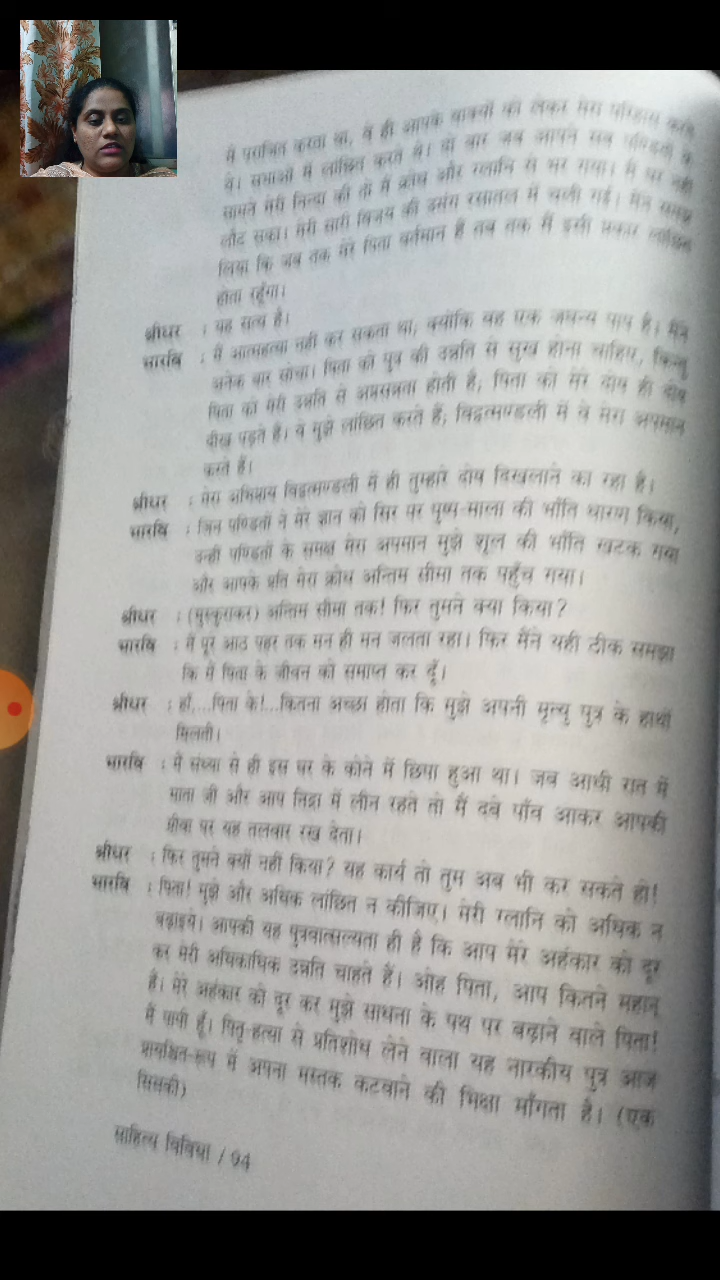 में पराजित करता था, वे ही आपके वाक्यों को लेकर मेरा परिहास करते
थे। सभाओं में लांछित करते थे। दो बार जब आपने सब पण्डितों के
सामने मेरी निन्दा की तो मैं क्रोध और ग्लानि से भर गया। मैं घर नहीं
लौट सका। मेरी सारी विजय की उमंग रसातल में चली गई। मैंने समझ
लिया कि जब तक मेरे पिता वर्तमान हैं तब तक मैं इसी प्रकार लांछित
होता रहूँगा।
श्रीधर : यह सत्य है।
भारवि : मैं आत्महत्या नहीं कर सकता था, क्योंकि वह एक जघन्य पाप है। मैंने
अनेक बार सोचा। पिता को पुत्र की उन्नति से सुख होना चाहिए, किन्तु
पिता को मेरी उन्नति से अप्रसन्नता होती है; पिता को मेरे दोष ही दोष
दीख पड़ते हैं। वे मुझे लांछित करते हैं; विद्वत्मण्डली में वे मेरा अपमान
करते हैं।
श्रीधर : मेरा अभिप्राय विद्वत्मण्डली में ही तुम्हारे दोष दिखलाने का रहा है।
भारवि : जिन पण्डितों ने मेरे ज्ञान को सिर पर पुष्प-माला की भाँति धारण किया,
उन्हीं पण्डितों के समक्ष मेरा अपमान मुझे शूल की भाँति खटक गया
और आपके प्रति मेरा क्रोध अन्तिम सीमा तक पहुँच गया।
श्रीधर : (मुस्कुराकर) अन्तिम सीमा तक! फिर तुमने क्या किया?
भारवि : मैं पूरे आठ पहर तक मन ही मन जलता रहा। फिर मैंने यही ठीक समझा
कि मैं पिता के जीवन को समाप्त कर दूँ।
श्रीधर : हाँ,...पिता के!...कितना अच्छा होता कि मुझे अपनी मृत्यु पुत्र के हाथों
मिलती।
भारवि : मैं संध्या से ही इस घर के कोने में छिपा हुआ था। जब आधी रात में
माता जी और आप निद्रा में लीन रहते तो मैं दबे पाँव आकर आपकी
ग्रीवा पर यह तलवार रख देता।
श्रीधर : फिर तुमने क्यों नहीं किया? यह कार्य तो तुम अब भी कर सकते हो!
भारवि : पिता! मुझे और अधिक लांछित न कीजिए। मेरी ग्लानि को अधिक न
बढ़ाइये। आपकी यह पुत्रवात्सल्यता ही है कि आप मेरे अहंकार को दूर
कर मेरी अधिकाधिक उन्नति चाहते हैं। ओह पिता, आप कितने महान्
हैं। मेरे अहंकार को दूर कर मुझे साधना के पथ पर बढ़ाने वाले पिता!
मैं पापी हूँ। पितृ-हत्या से प्रतिशोध लेने वाला यह नारकीय पुत्र आज
प्रायश्चित-रूप में अपना मस्तक कटवाने की भिक्षा माँगता है। (एक
सिसकी)
साहित्य विविधा / 94